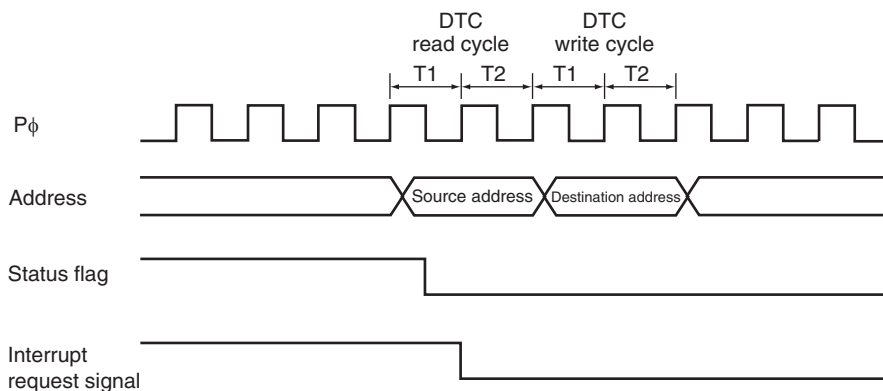 DTC
read cycle
DTC
write cycle
T1 T2 T1 T2
Pϕ
Address
Source address
Destination address
Status flag
Interrupt
request signal